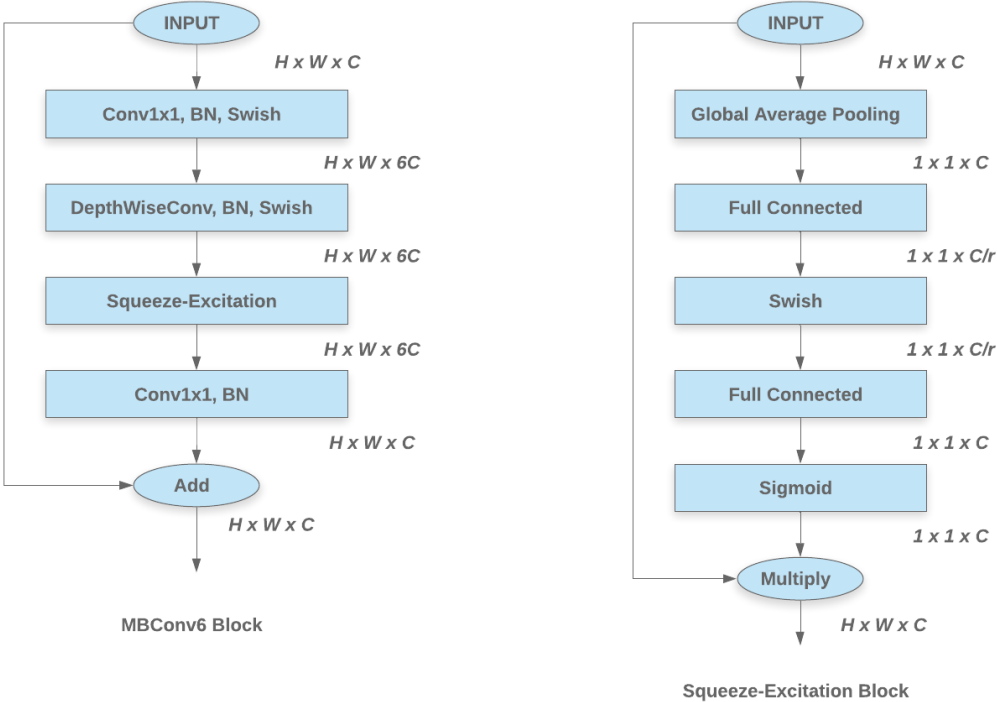 INPUT
H x W x C
Conv1x1, BN, Swish
H x W x 6C
DepthWiseConv, BN, Swish
H x W x 6C
Squeeze-Excitation
H x W x 6C
Conv1x1, BN
H x W x C
Add
H x W x C
MBConv6 Block
INPUT
H x W x C
Global Average Pooling
1 x 1 x C
Full Connected
1 x 1 x C/r
Swish
1 x 1 x C/r
Full Connected
1 x 1 x C
Sigmoid
1 x 1 x C
Multiply
H x W x C
Squeeze-Excitation Block